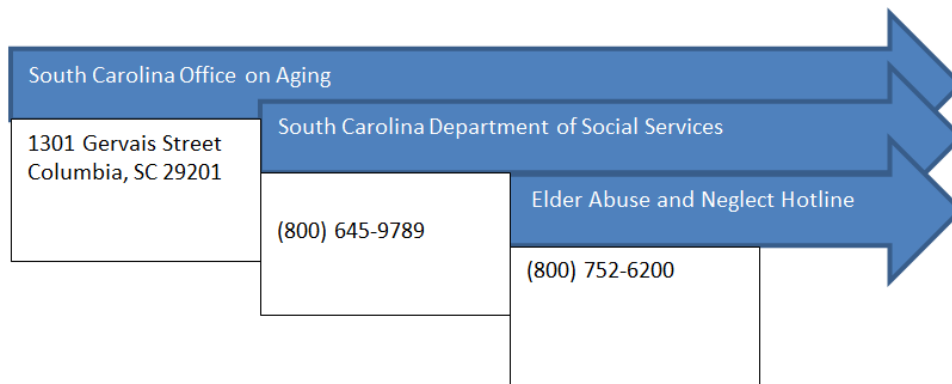 South Carolina Office on Aging
1301 Gervais Street
Columbia, SC 29201
South Carolina Department of Social Services
(800) 645-9789
Elder Abuse and Neglect Hotline
(800) 752-6200